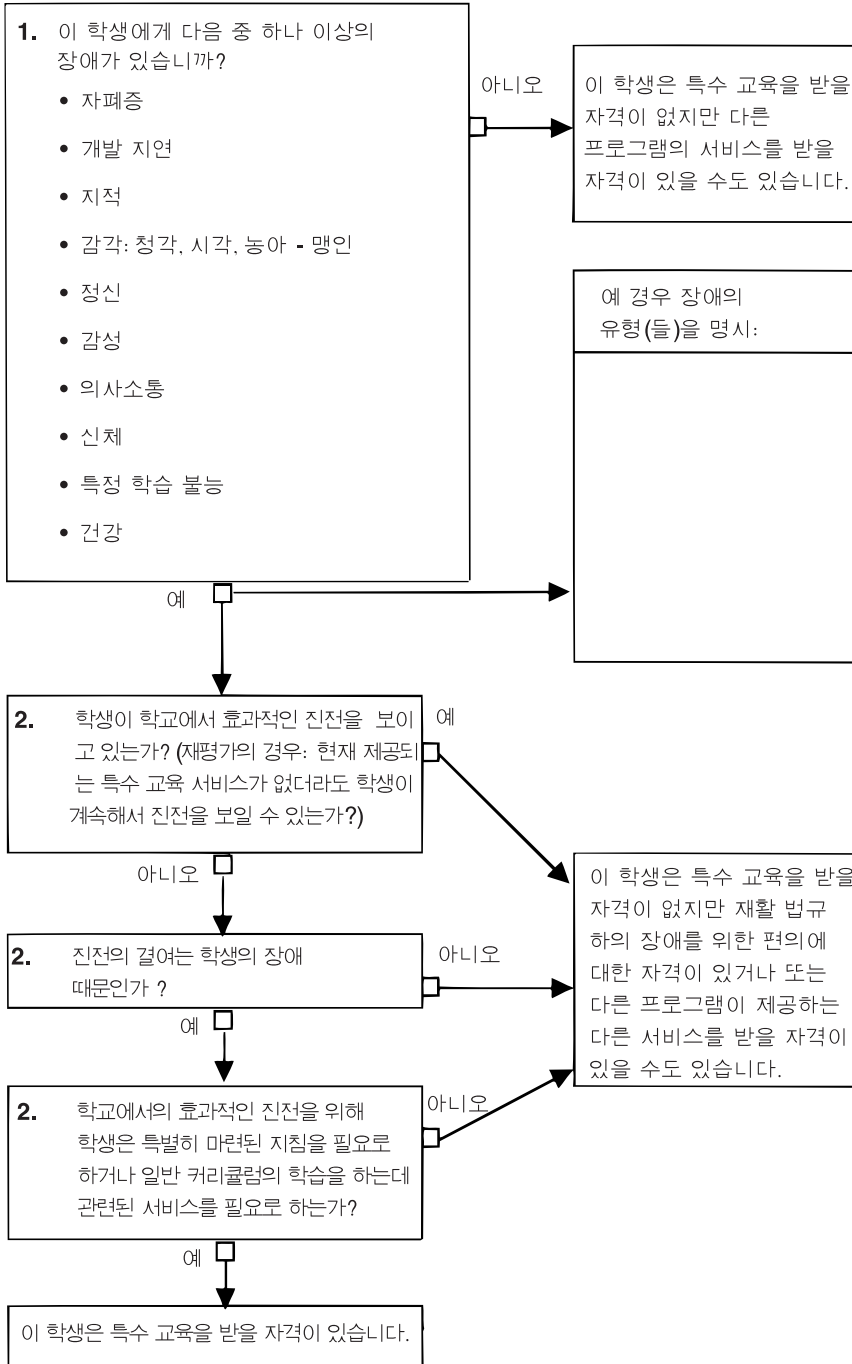 1. 이 학생에게 다음 중 하나 이상의
장애가 있습니까?
• 자폐증
• 개발 지연
• 지적
• 감각: 청각, 시각, 농아 - 맹인
• 정신
• 감성
• 의사소통
• 신체
• 특정 학습 불능
• 건강
아니오
이 학생은 특수 교육을 받을
자격이 없지만 다른
프로그램의 서비스를 받을
자격이 있을 수도 있습니다.
예 경우 장애의
유형(들)을 명시:
예
2. 학생이 학교에서 효과적인 진전을 보이
고 있는가? (재평가의 경우: 현재 제공되
는 특수 교육 서비스가 없더라도 학생이
계속해서 진전을 보일 수 있는가?)
예
아니오
이 학생은 특수 교육을 받을
자격이 없지만 재활 법규
하의 장애를 위한 편의에
대한 자격이 있거나 또는
다른 프로그램이 제공하는
다른 서비스를 받을 자격이
있을 수도 있습니다.
2. 진전의 결여는 학생의 장애
때문인가 ?
아니오
예
2. 학교에서의 효과적인 진전을 위해
학생은 특별히 마련된 지침을 필요로
하거나 일반 커리큘럼의 학습을 하는데
관련된 서비스를 필요로 하는가?
아니오
예
이 학생은 특수 교육을 받을 자격이 있습니다.